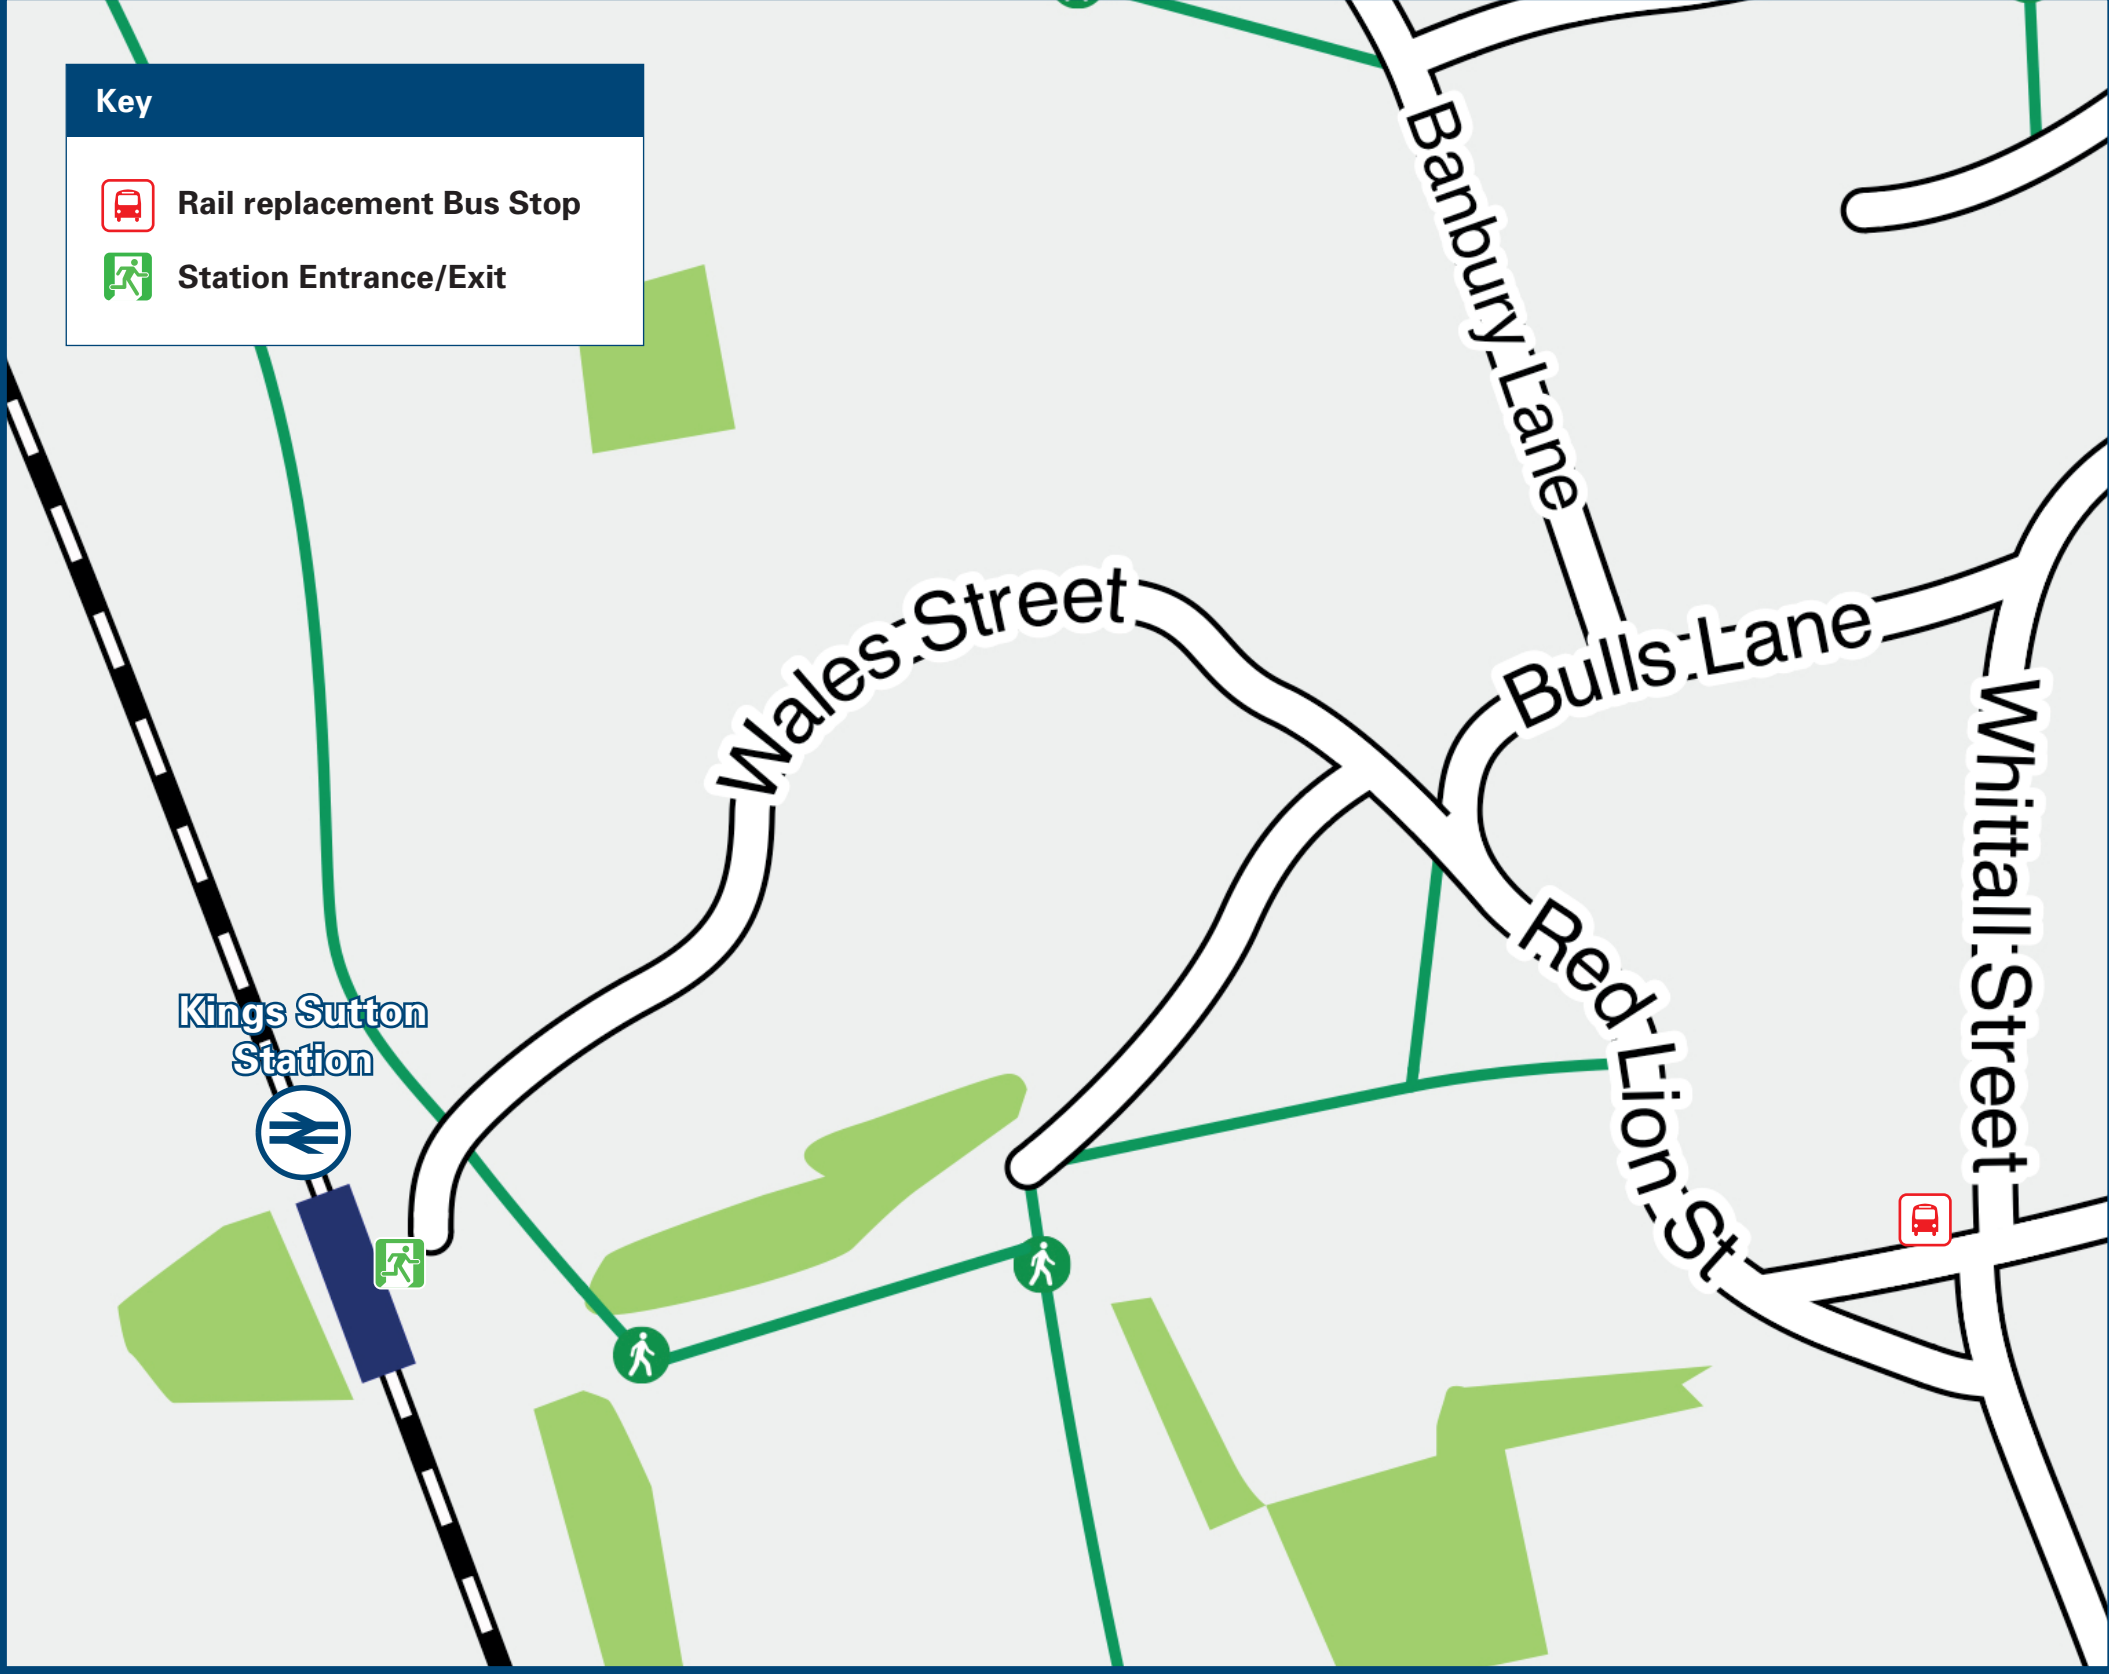 Key
Rail replacement Bus Stop
Station Entrance/Exit
Banbury Lane
Wales Street
Bulls Lane
Whittall Street
Red Lion St
Kings Sutton
Station